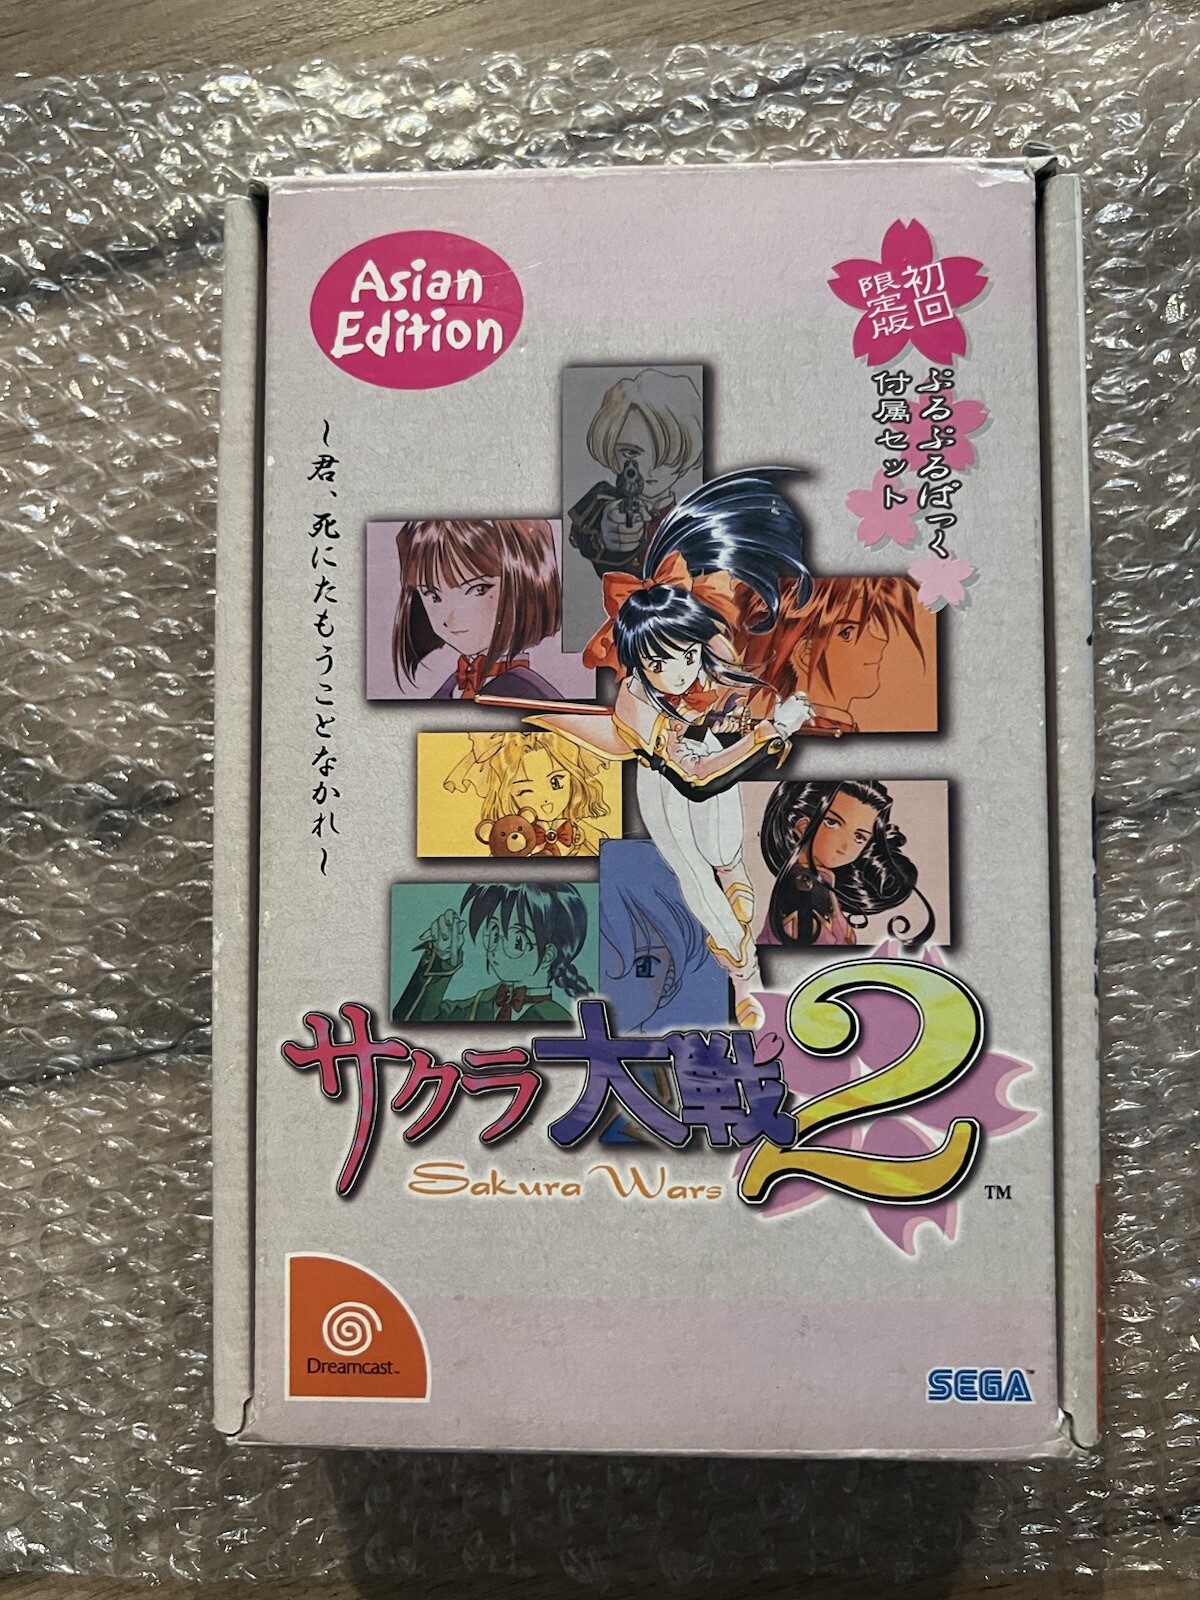 Asian
Edition
初回
限定版
ぷるぷるぱっく
付属セット
~君、死にたもうことなかれ~
サクラ大戦2
Sakura Wars
TM
Dreamcast™
SEGA™